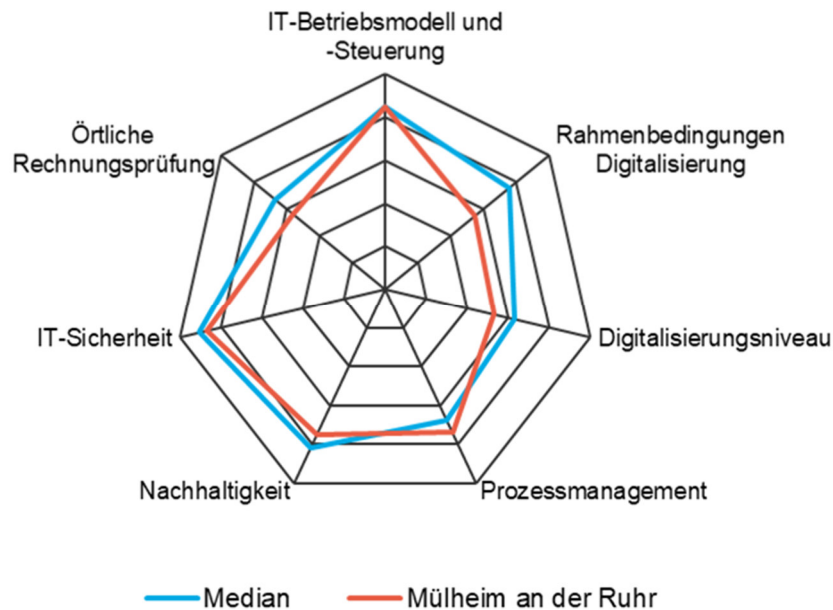 IT-Betriebsmodell und
-Steuerung
Örtliche
Rechnungsprüfung
Rahmenbedingungen
Digitalisierung
IT-Sicherheit
Digitalisierungsniveau
Nachhaltigkeit
Prozessmanagement
Median
Mülheim an der Ruhr